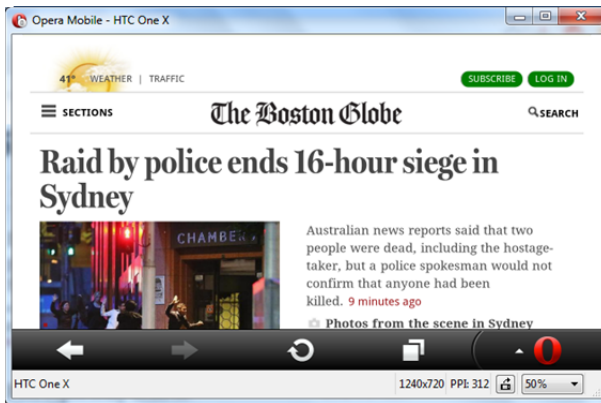 Opera Mobile - HTC One X
41° WEATHER | TRAFFIC
SUBSCRIBE LOG IN
SECTIONS
The Boston Globe
SEARCH
Raid by police ends 16-hour siege in
Sydney
CHAMBER
Australian news reports said that two
people were dead, including the hostage-
taker, but a police spokesman would not
confirm that anyone had been
killed. 9 minutes ago
Photos from the scene in Sydney
HTC One X
1240x720 PPI: 312 50%